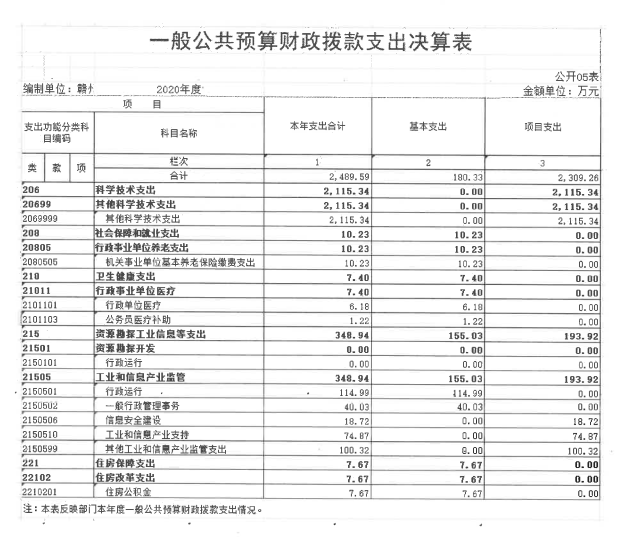 一般公共预算财政拨款支出决算表
公开05表
编制单位：赣 2020年度 金额单位：万元
项 目 本年支出合计 基本支出 项目支出
支出功能分类科目编码 科目名称
类 款 项 栏次 1 2 3
合计 2,489.59 180.33 2,309.26
206 科学技术支出 2,115.34 0.00 2,115.34
20699 其他科学技术支出 2,115.34 0.00 2,115.34
2069999 其他科学技术支出 2,115.34 0.00 2,115.34
208 社会保障和就业支出 10.23 10.23 0.00
20805 行政事业单位养老支出 10.23 10.23 0.00
2080505 机关事业单位基本养老保险缴费支出 10.23 10.23 0.00
210 卫生健康支出 7.40 7.40 0.00
21011 行政事业单位医疗 7.40 7.40 0.00
2101101 行政单位医疗 6.18 6.18 0.00
2101103 公务员医疗补助 1.22 1.22 0.00
215 资源勘探工业信息等支出 348.94 155.03 193.92
21501 资源勘探开发 0.00 0.00 0.00
2150101 行政运行 0.00 0.00 0.00
21505 工业和信息产业监管 348.94 155.03 193.92
2150501 行政运行 114.99 114.99 0.00
2150502 一般行政管理事务 40.03 40.03 0.00
2150506 信息安全建设 18.72 0.00 18.72
2150510 工业和信息产业支持 74.87 0.00 74.87
2150599 其他工业和信息产业监管支出 100.32 0.00 100.32
221 住房保障支出 7.67 7.67 0.00
22102 住房改革支出 7.67 7.67 0.00
2210201 住房公积金 7.67 7.67 0.00
注：本表反映部门本年度一般公共预算财政拨款支出情况。